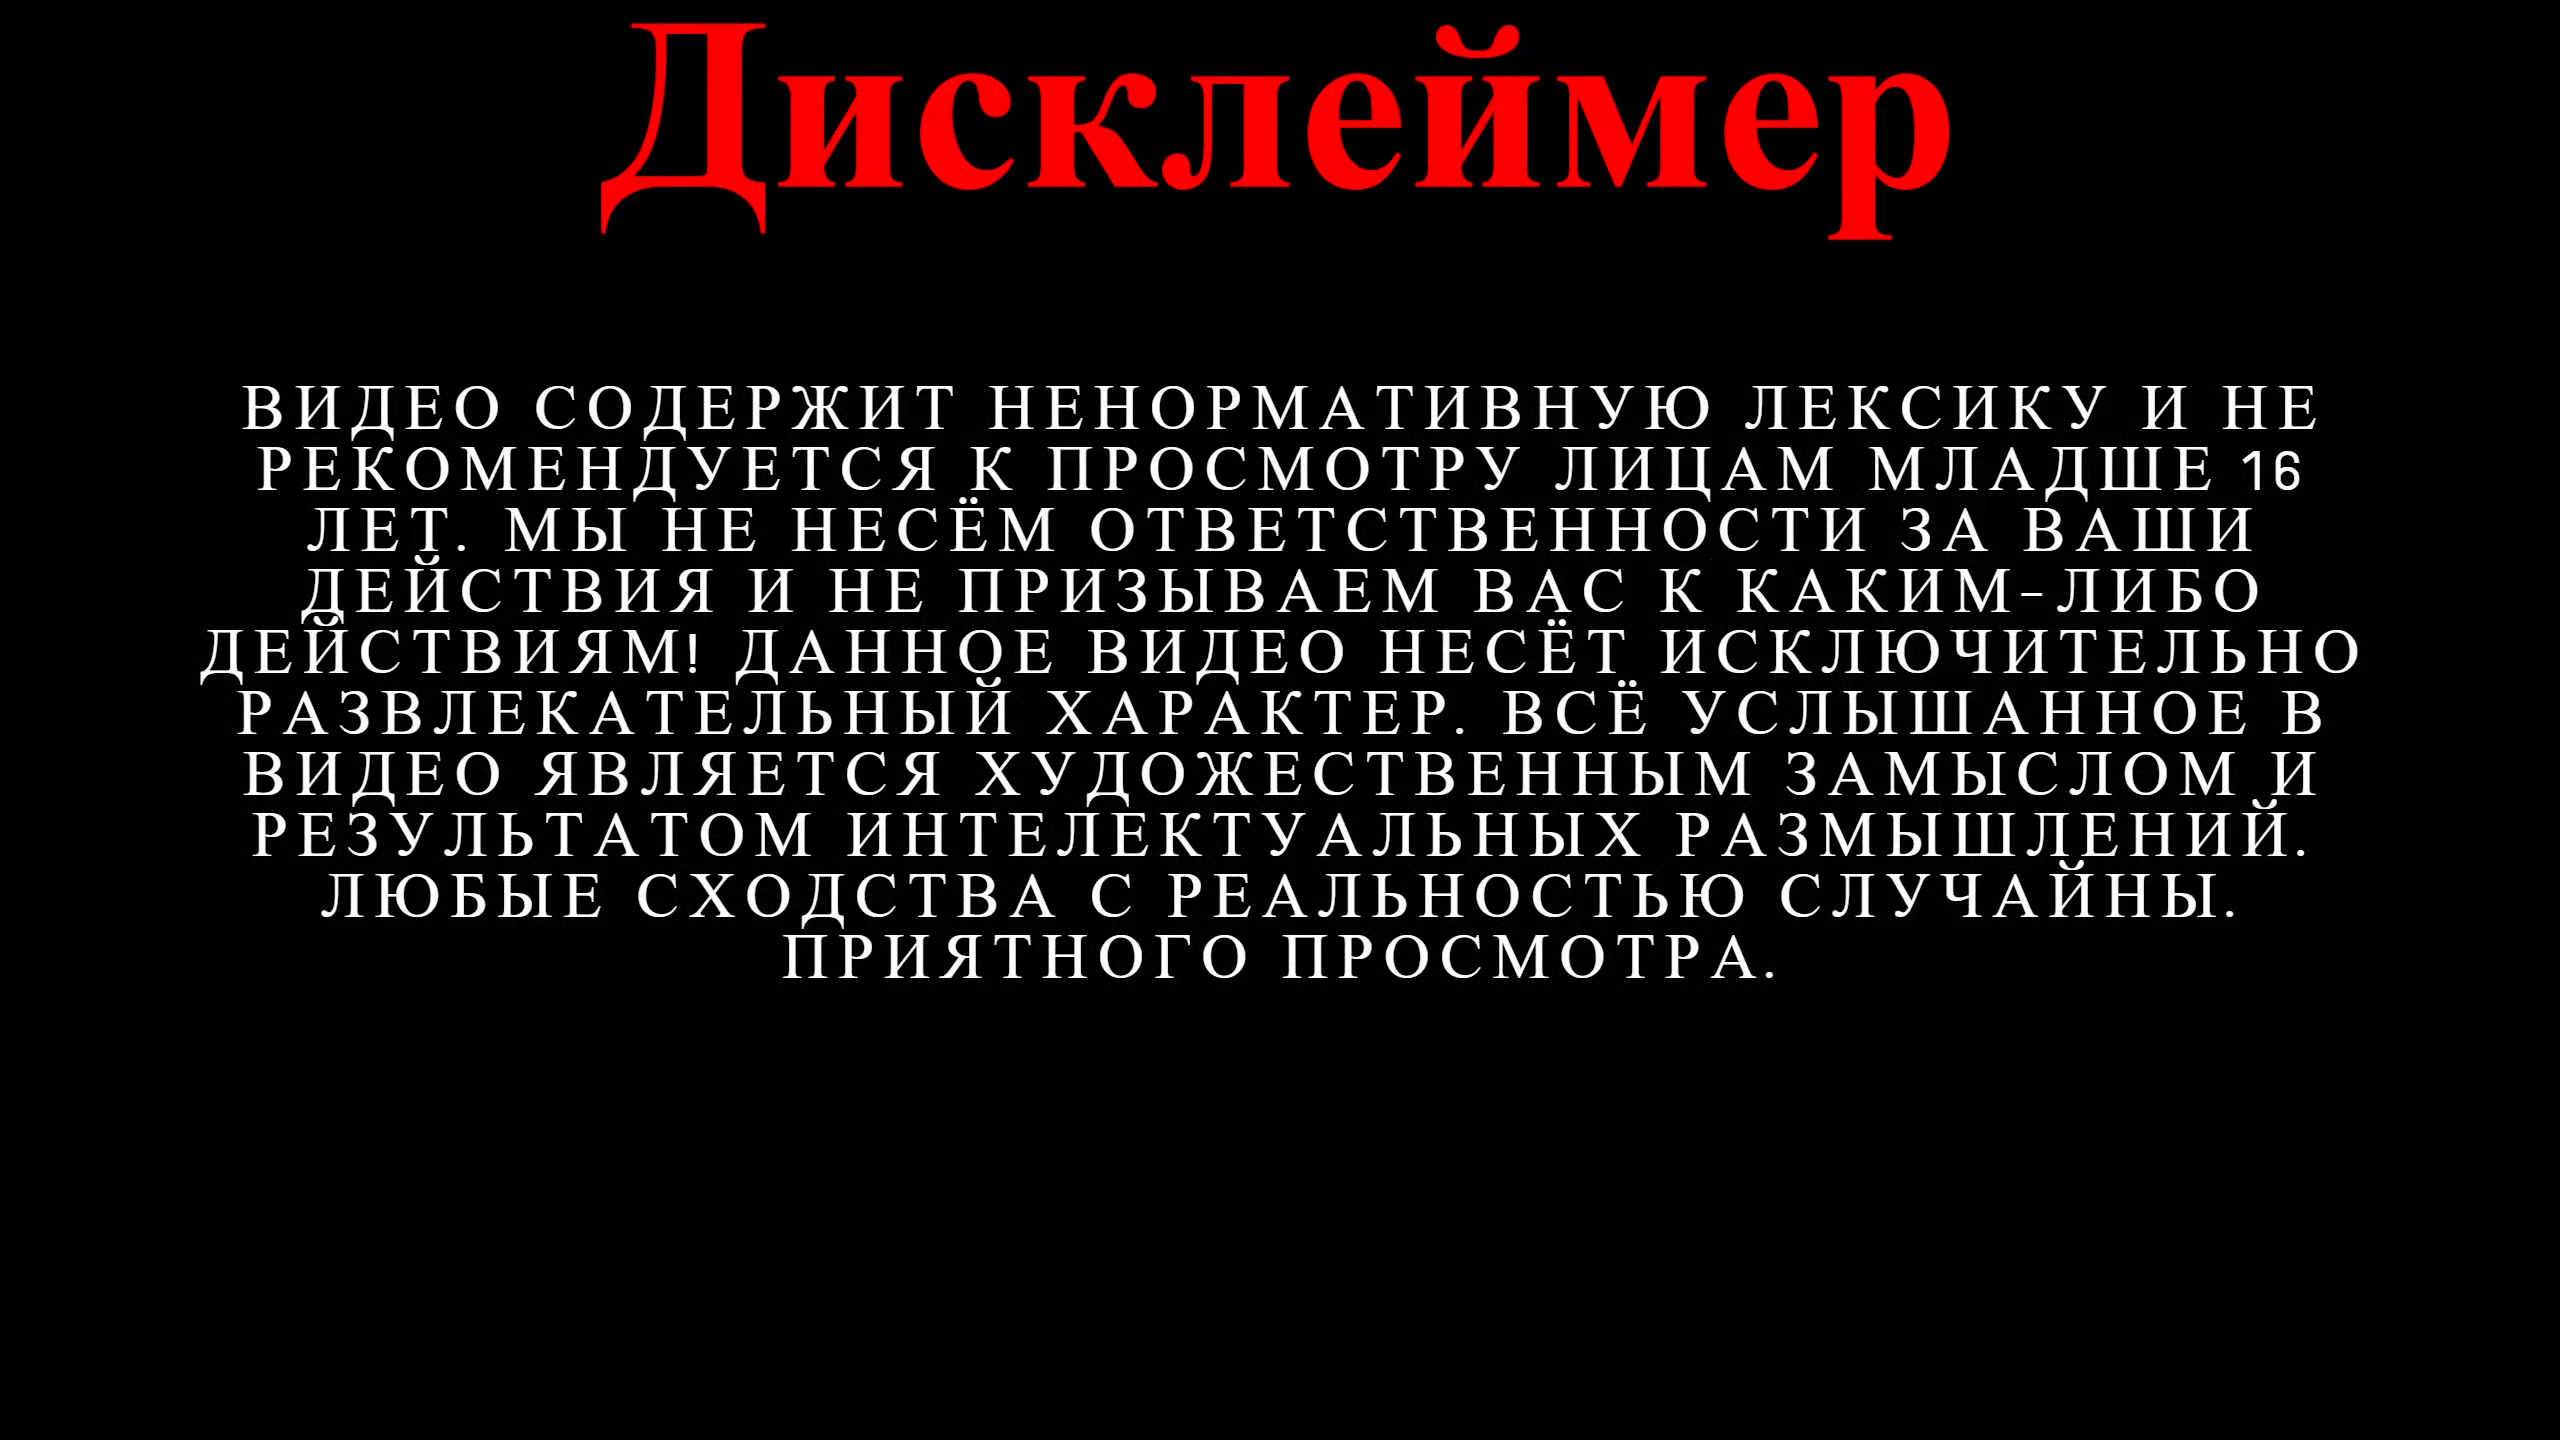 Дисклеймер
ВИДЕО СОДЕРЖИТ НЕНОРМАТИВНУЮ ЛЕКСИКУ И НЕ
РЕКОМЕНДУЕТСЯ К ПРОСМОТРУ ЛИЦАМ МЛАДШЕ 16
ЛЕТ. МЫ НЕ НЕСЁМ ОТВЕТСТВЕННОСТИ ЗА ВАШИ
ДЕЙСТВИЯ И НЕ ПРИЗЫВАЕМ ВАС К КАКИМ-ЛИБО
ДЕЙСТВИЯМ! ДАННОЕ ВИДЕО НЕСЁТ ИСКЛЮЧИТЕЛЬНО
РАЗВЛЕКАТЕЛЬНЫЙ ХАРАКТЕР. ВСЁ УСЛЫШАННОЕ В
ВИДЕО ЯВЛЯЕТСЯ ХУДОЖЕСТВЕННЫМ ЗАМЫСЛОМ И
РЕЗУЛЬТАТОМ ИНТЕЛЕКТУАЛЬНЫХ РАЗМЫШЛЕНИЙ.
ЛЮБЫЕ СХОДСТВА С РЕАЛЬНОСТЬЮ СЛУЧАЙНЫ.
ПРИЯТНОГО ПРОСМОТРА.